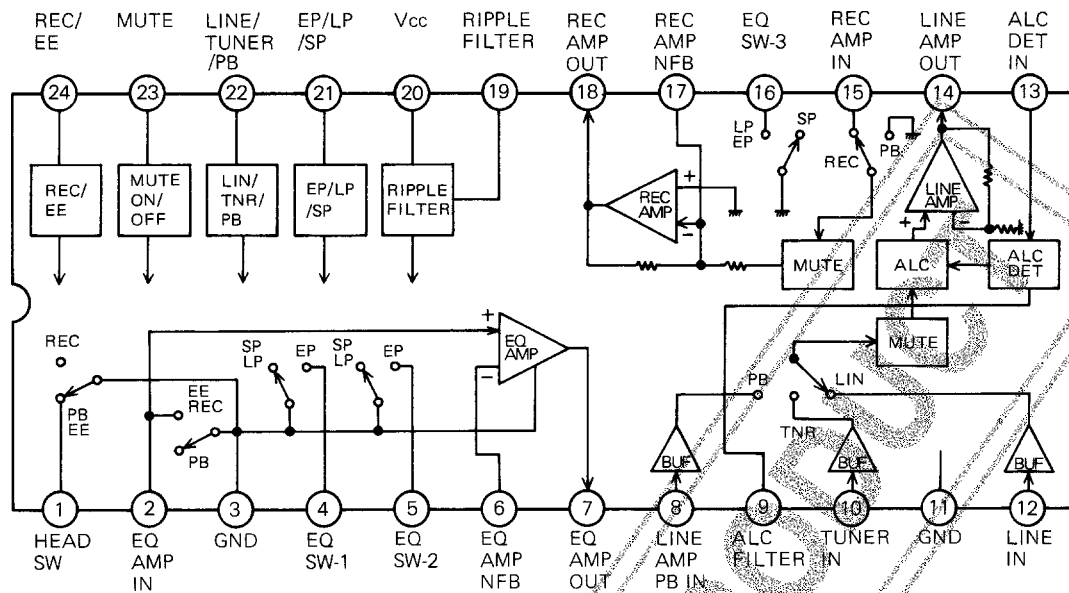 REC/
EE
MUTE
LINE/
TUNER
/PB
EP/LP
/SP
Vcc
RIPPLE
FILTER
REC
AMP
OUT
REC
AMP
NFB
EQ
SW-3
REC
AMP
IN
LINE
AMP
OUT
ALC
DET
IN
24
23
22
21
20
19
18
17
16
15
14
13
REC/
EE
MUTE
ON/
OFF
LIN/
TNR/
PB
EP/LP
/SP
RIPPLE
FILTER
REC
AMP
+
−
LP
EP
SP
REC
PB
LINE
AMP
+
−
MUTE
ALC
ALC
DET
MUTE
REC
PB
EE
EE
REC
PB
SP
LP
EP
SP
LP
EP
+
−
EQ
AMP
PB
TNR
LIN
BUF
BUF
BUF
1
2
3
4
5
6
7
8
9
10
11
12
HEAD
SW
EQ
AMP
IN
GND
EQ
SW-1
EQ
SW-2
EQ
AMP
NFB
EQ
AMP
OUT
LINE
AMP
PB IN
ALC
FILTER
TUNER
IN
GND
LINE
IN